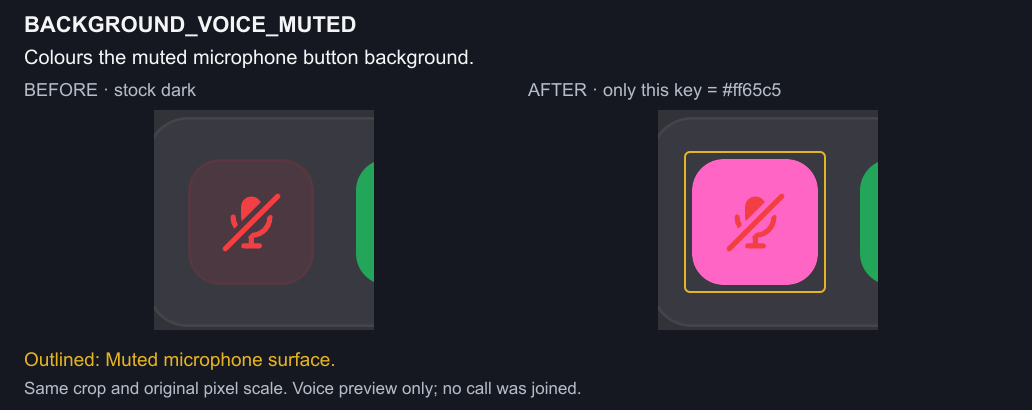 BACKGROUND_VOICE_MUTED
Colours the muted microphone button background.
BEFORE · stock dark
AFTER · only this key = #ff65c5
Outlined: Muted microphone surface.
Same crop and original pixel scale. Voice preview only; no call was joined.